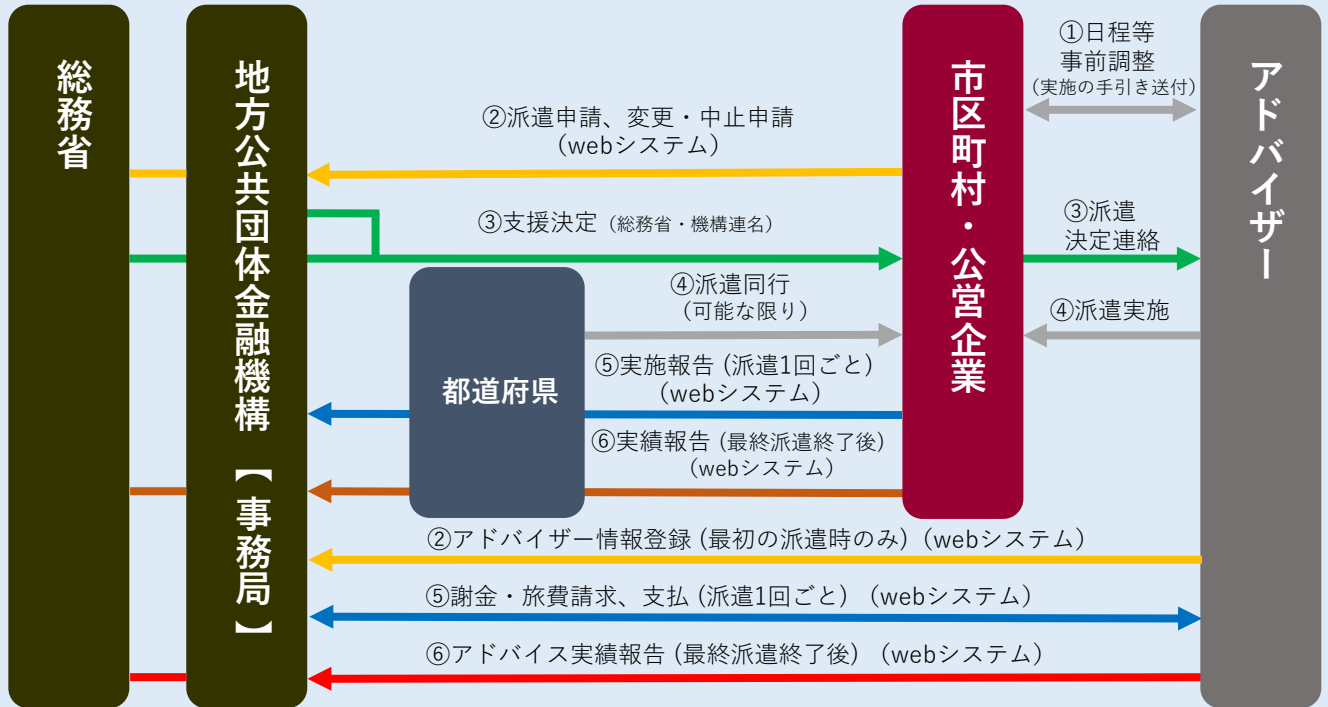 総務省
地方公共団体金融機構【事務局】
市区町村・公営企業
アドバイザー
①日程等
事前調整
(実施の手引き送付)
②派遣申請、変更・中止申請
(webシステム)
③支援決定 (総務省・機構連名)
③派遣
決定連絡
都道府県
④派遣同行
(可能な限り)
④派遣実施
⑤実施報告 (派遣1回ごと)
(webシステム)
⑥実績報告 (最終派遣終了後)
(webシステム)
②アドバイザー情報登録 (最初の派遣時のみ) (webシステム)
⑤謝金・旅費請求、支払 (派遣1回ごと) (webシステム)
⑥アドバイス実績報告 (最終派遣終了後) (webシステム)